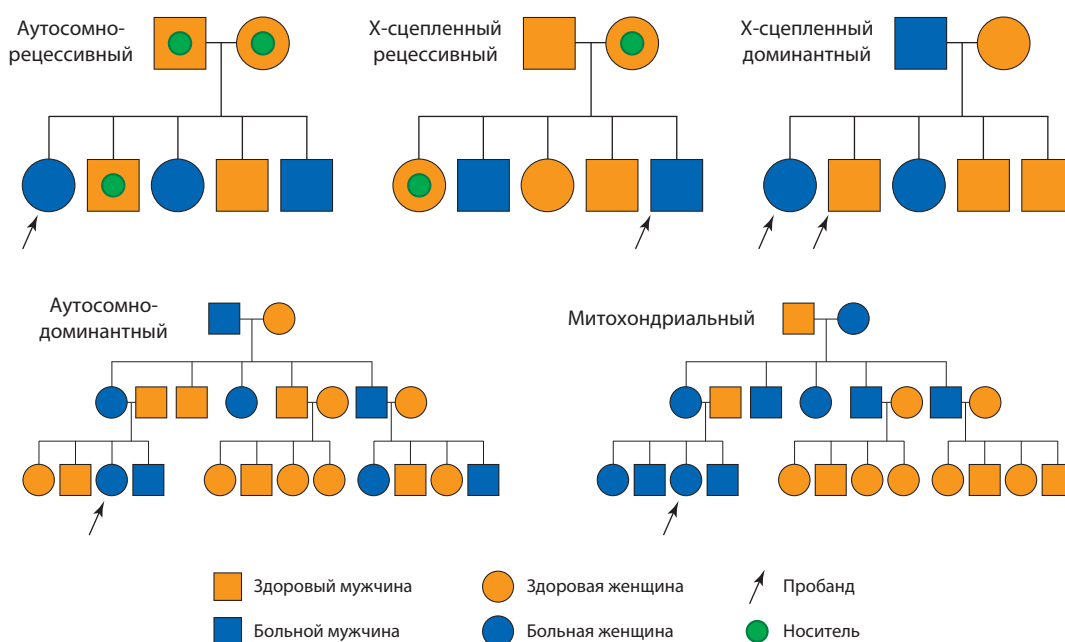 Аутосомно-
рецессивный
Х-сцепленный
рецессивный
Х-сцепленный
доминантный
Аутосомно-
доминантный
Митохондриальный
Здоровый мужчина
Здоровая женщина
Пробанд
Больной мужчина
Больная женщина
Носитель